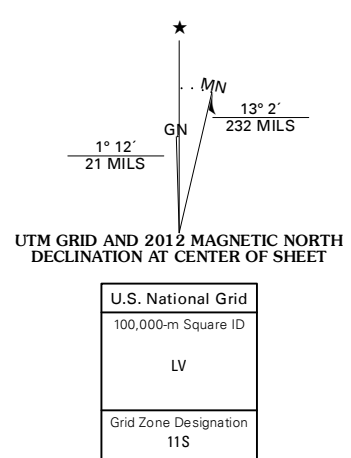 ★
MN
GN
13° 2´
232 MILS
1° 12´
21 MILS
UTM GRID AND 2012 MAGNETIC NORTH
DECLINATION AT CENTER OF SHEET
U.S. National Grid
100,000-m Square ID
LV
Grid Zone Designation
11S